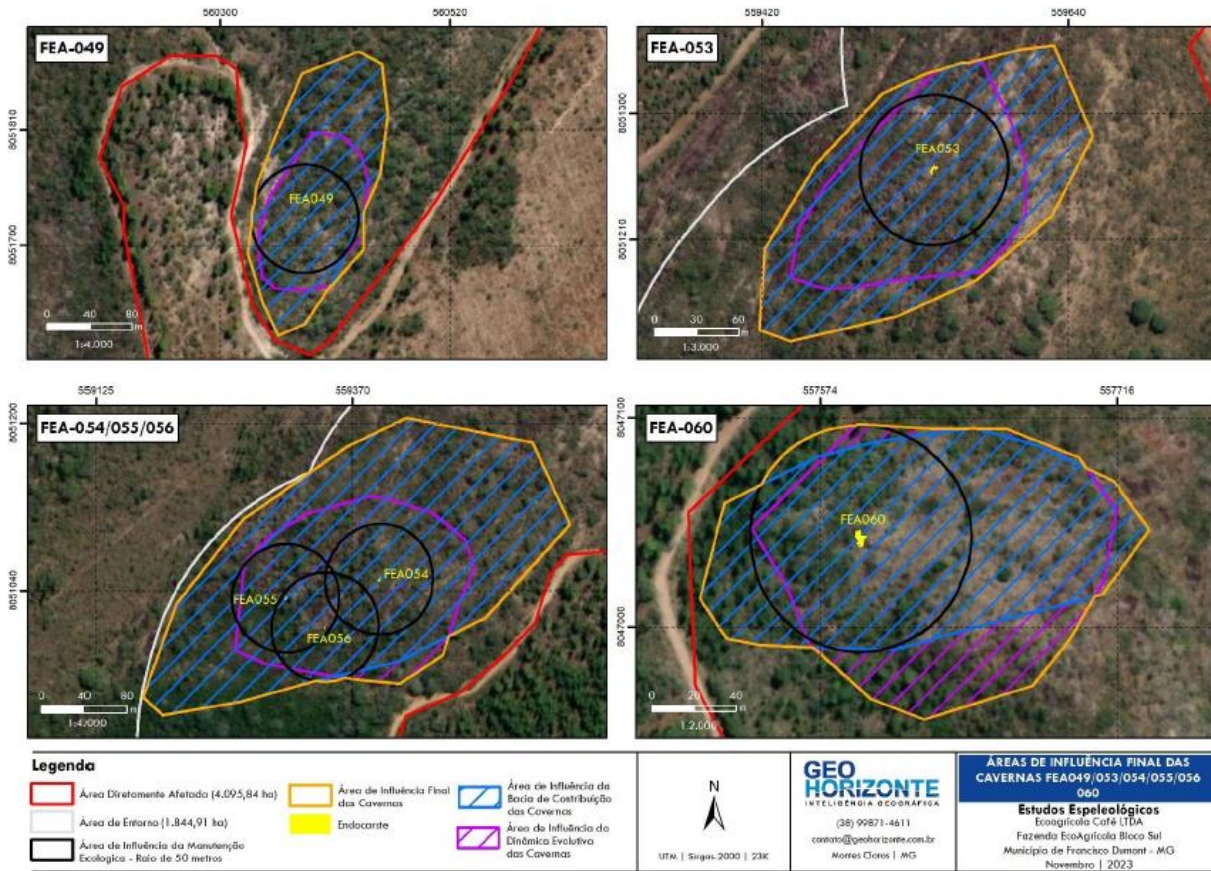 560300
560520
559420
559640
FEA-049
FEA-053
8051810
8051700
8051300
8051210
FEA049
FEA053
0 40 80
m
1:4.000
0 30 60
m
1:3.000
559125
559370
557574
557716
FEA-054/055/056
FEA-060
8051200
8051040
8047100
8047000
FEA054
FEA055
FEA056
FEA060
0 40 80
m
1:4.000
0 20 40
m
1:2.000
Legenda
Área Diretamente Afetada (4.095,84 ha)
Área de Entorno (1.844,91 ha)
Área de Influência da Manutenção
Ecologica - Raio de 50 metros
Área de Influência Final
das Cavernas
Endocarste
Área de Influência da
Bacia de Contribuição
das Cavernas
Área de Influência da
Dinâmica Evolutiva
das Cavernas
N
UTM | Sirgas 2000 | 23K
GEO
HORIZONTE
INTELIGÊNCIA GEOGRÁFICA
(38) 99871-4611
contato@geohorizonte.com.br
Montes Claros | MG
ÁREAS DE INFLUÊNCIA FINAL DAS
CAVERNAS FEA049/053/054/055/056
060
Estudos Espeleológicos
Ecoagrícola Café LTDA
Fazenda EcoAgrícola Bloco Sul
Município de Francisco Dumont - MG
Novembro | 2023